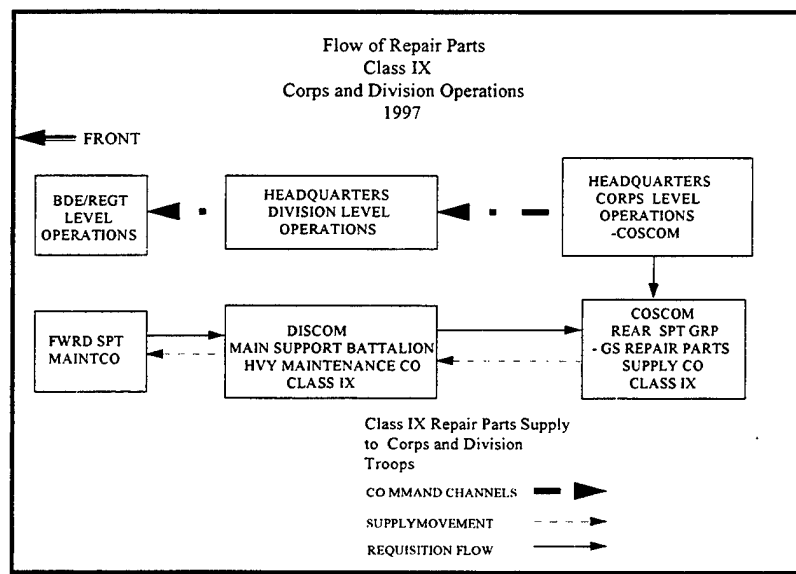 Flow of Repair Parts
Class IX
Corps and Division Operations
1997
FRONT
BDE/REGT
LEVEL
OPERATIONS
HEADQUARTERS
DIVISION LEVEL
OPERATIONS
HEADQUARTERS
CORPS LEVEL
OPERATIONS
-COSCOM
FWRD SPT
MAINTCO
DISCOM
MAIN SUPPORT BATTALION
HVY MAINTENANCE CO
CLASS IX
COSCOM
REAR SPT GRP
- GS REPAIR PARTS
SUPPLY CO
CLASS IX
Class IX Repair Parts Supply
to Corps and Division
Troops
COMMAND CHANNELS
SUPPLYMOVEMENT
REQUISITION FLOW